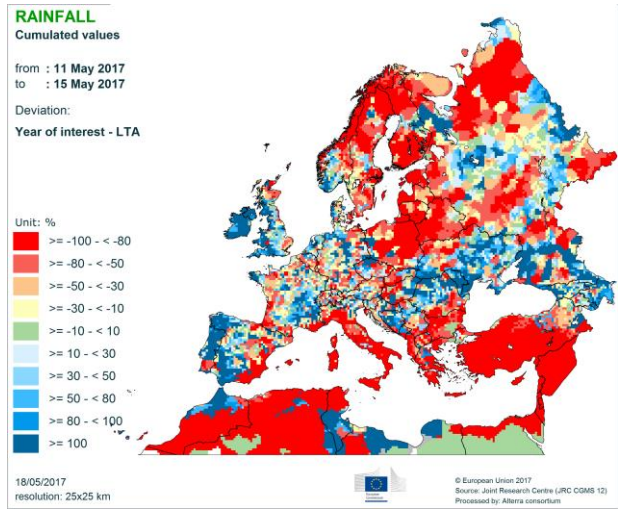 RAINFALL
Cumulated values
from : 11 May 2017
to : 15 May 2017
Deviation:
Year of interest - LTA
Unit: %
>= -100 - < -80
>= -80 - < -50
>= -50 - < -30
>= -30 - < -10
>= -10 - < 10
>= 10 - < 30
>= 30 - < 50
>= 50 - < 80
>= 80 - < 100
>= 100
18/05/2017
resolution: 25x25 km
© European Union 2017
Source: Joint Research Centre (JRC CGMS 12)
Processed by: Alterra consortium
European
Commission